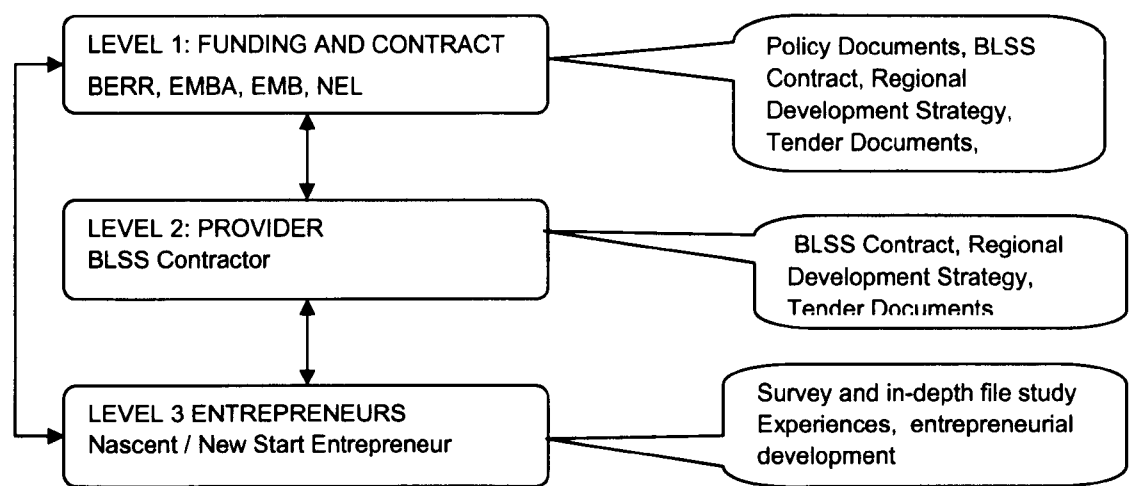 LEVEL 1: FUNDING AND CONTRACT
BERR, EMBA, EMB, NEL
Policy Documents, BLSS
Contract, Regional
Development Strategy,
Tender Documents,
LEVEL 2: PROVIDER
BLSS Contractor
BLSS Contract, Regional
Development Strategy,
Tender Documents
LEVEL 3 ENTREPRENEURS
Nascent / New Start Entrepreneur
Survey and in-depth file study
Experiences, entrepreneurial
development